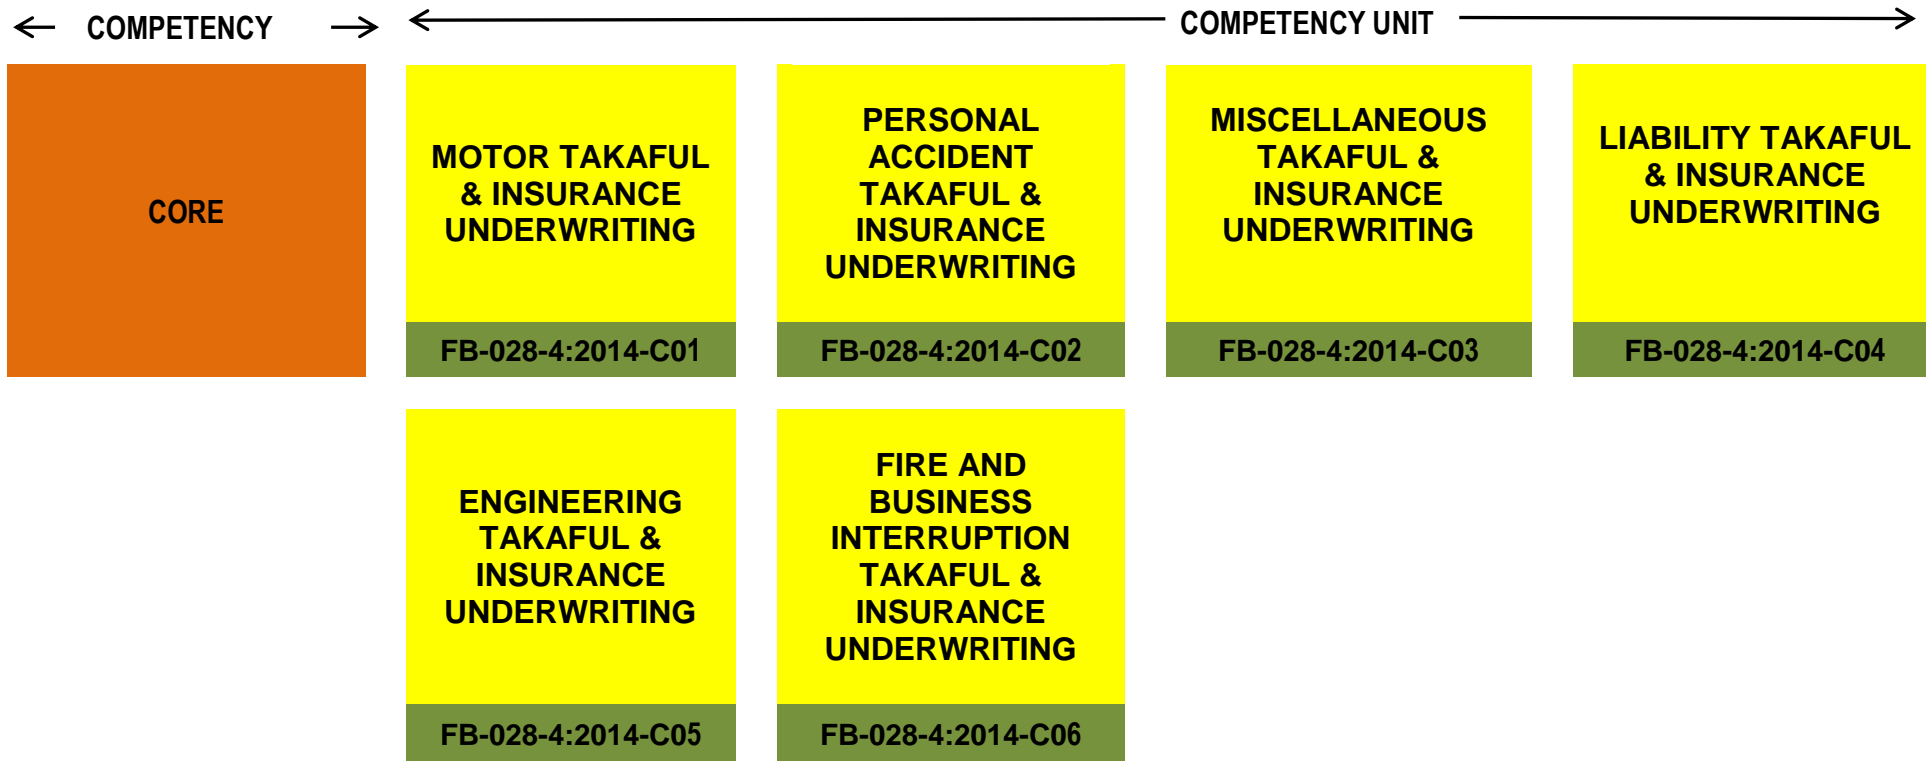 COMPETENCY
COMPETENCY UNIT
CORE
MOTOR TAKAFUL
& INSURANCE
UNDERWRITING
FB-028-4:2014-C01
PERSONAL
ACCIDENT
TAKAFUL &
INSURANCE
UNDERWRITING
FB-028-4:2014-C02
MISCELLANEOUS
TAKAFUL &
INSURANCE
UNDERWRITING
FB-028-4:2014-C03
LIABILITY TAKAFUL
& INSURANCE
UNDERWRITING
FB-028-4:2014-C04
ENGINEERING
TAKAFUL &
INSURANCE
UNDERWRITING
FB-028-4:2014-C05
FIRE AND
BUSINESS
INTERRUPTION
TAKAFUL &
INSURANCE
UNDERWRITING
FB-028-4:2014-C06